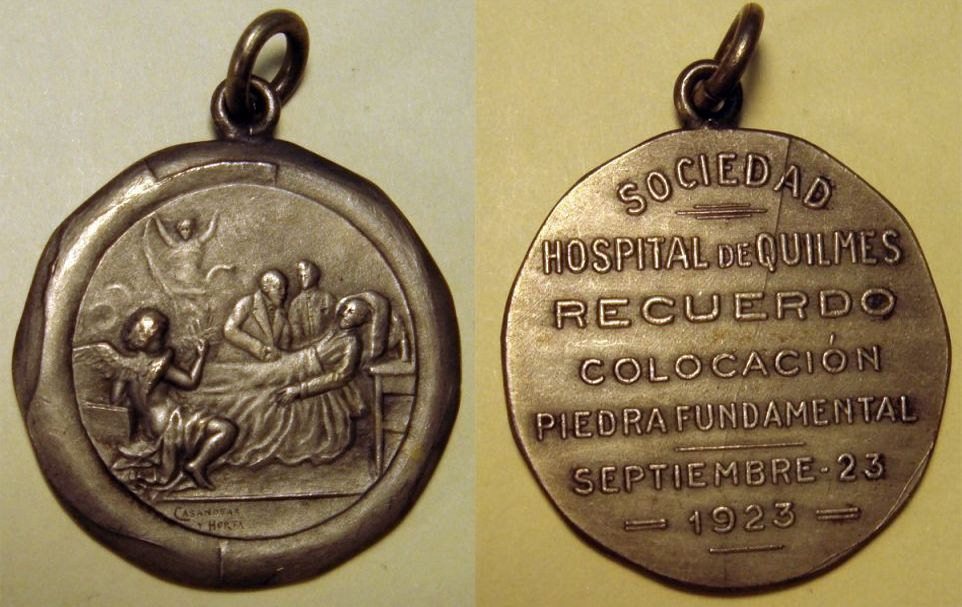 CASANOVAS
Y HORTA
SOCIEDAD
HOSPITAL DE QUILMES
RECUERDO
COLOCACIÓN
PIEDRA FUNDAMENTAL
SEPTIEMBRE-23
1923